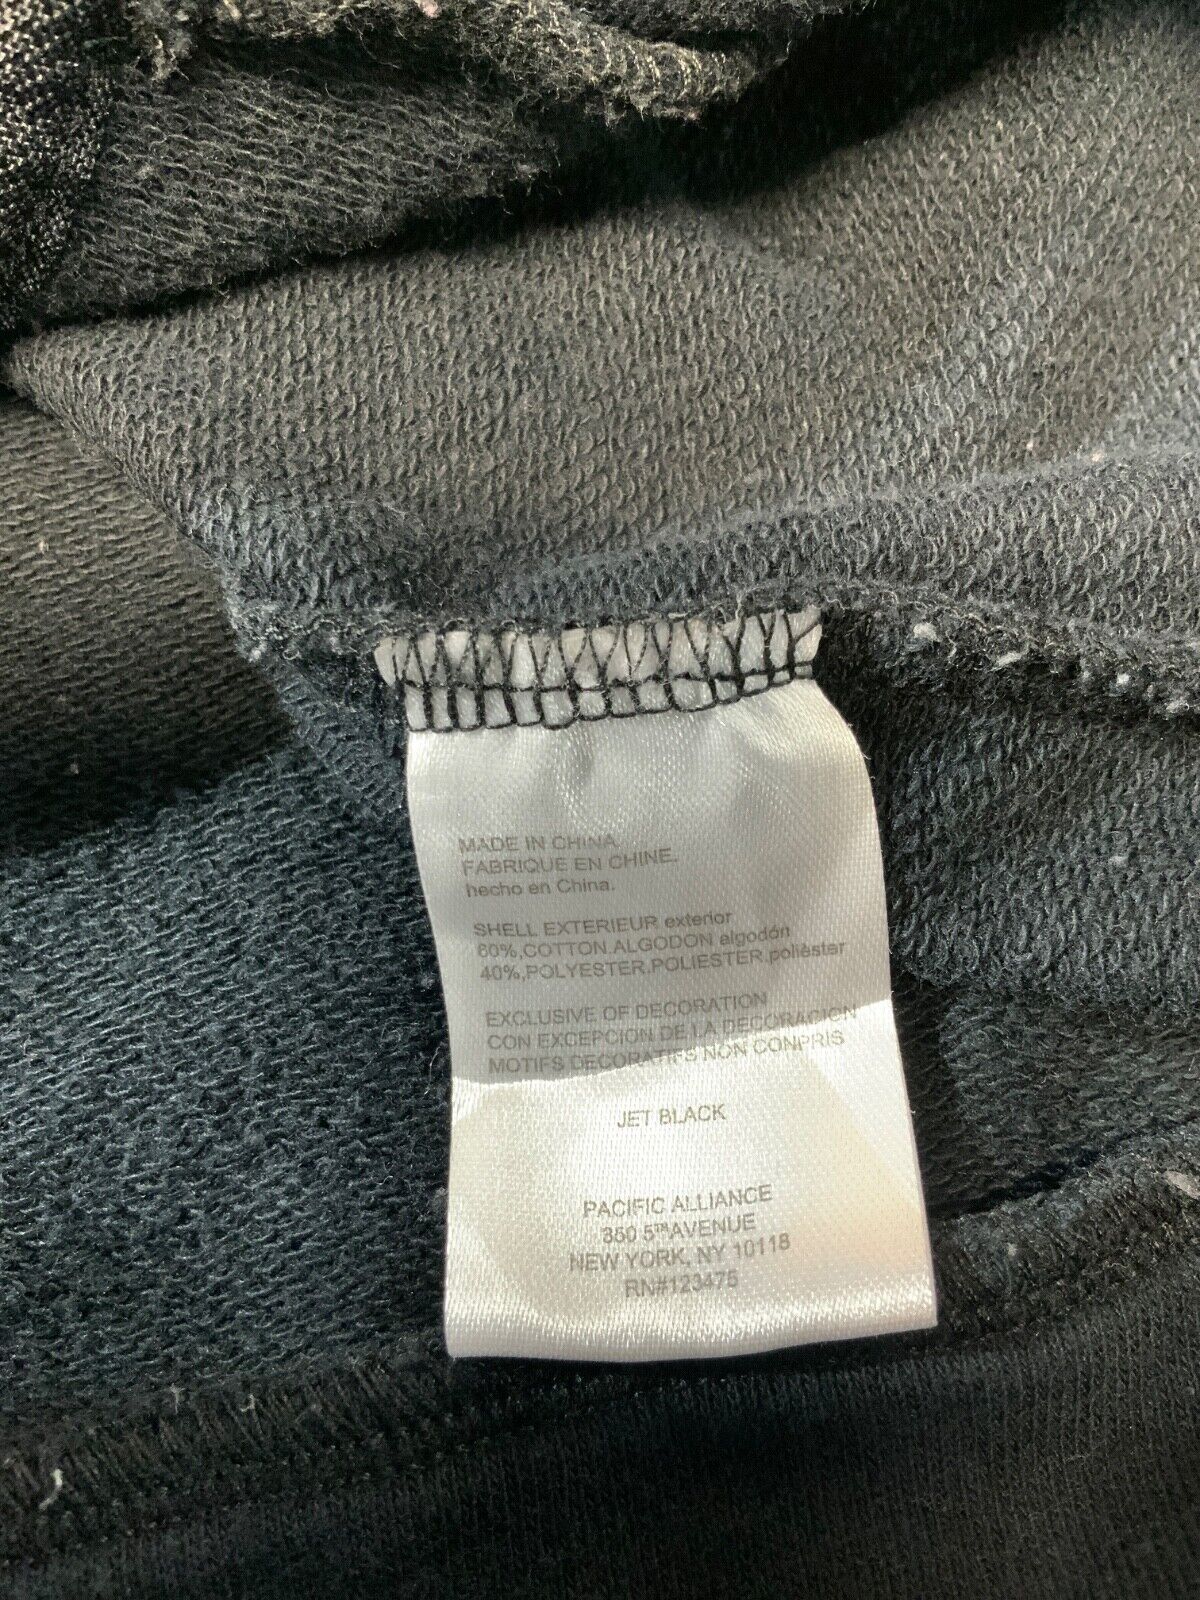 MADE IN CHINA.
FABRIQUE EN CHINE.
hecho en China.
SHELL EXTERIEUR exterior
60%,COTTON.ALGODON algodón
40%,POLYESTER.POLIESTER.poliéster
EXCLUSIVE OF DECORATION
CON EXCEPCION DE LA DECORACION
MOTIFS DECORATIFS NON CONPRIS
JET BLACK
PACIFIC ALLIANCE
350 5TH AVENUE
NEW YORK, NY 10118
RN#123475